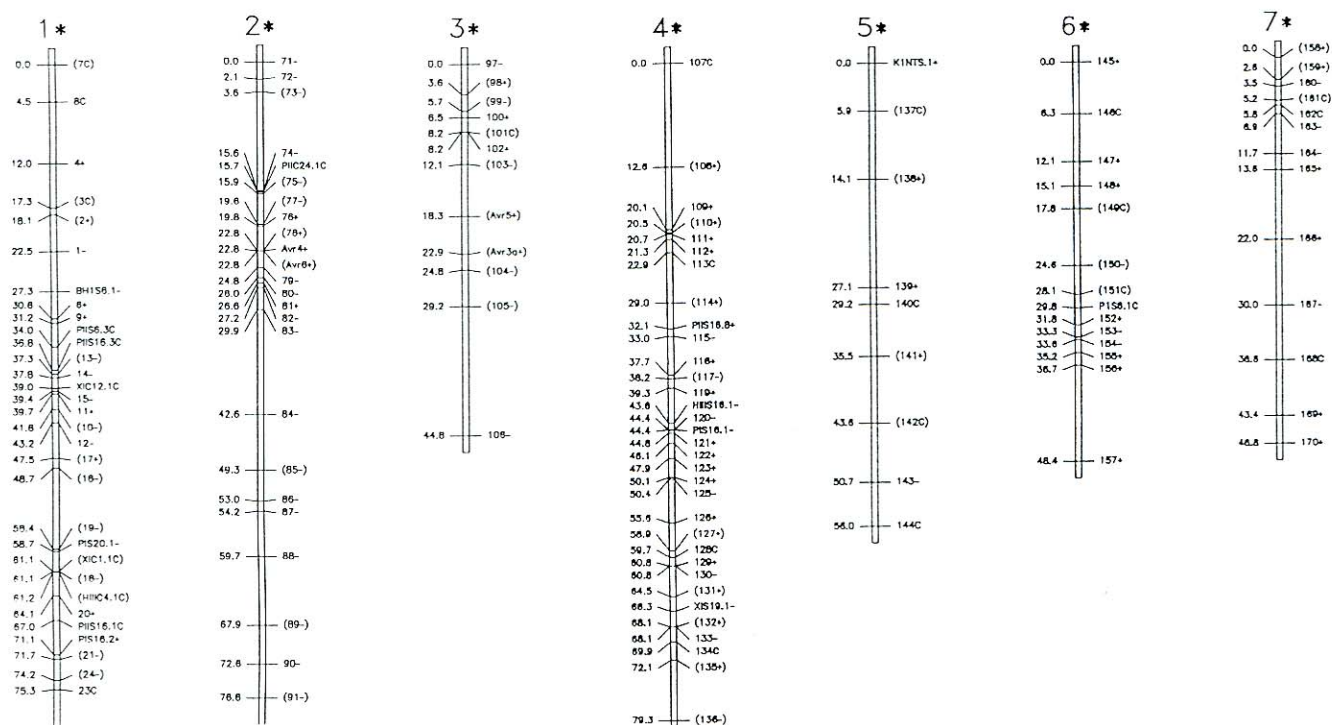 1*
0.0 (7C)
4.5 8C
12.0 4+
17.3 (3C)
18.1 (2+)
22.5 1-
27.3 BH1S6.1-
30.8 6+
31.2 9+
34.0 PIIS6.3C
36.8 PIIS16.3C
37.3 (13-)
37.8 14-
39.0 XIC12.1C
39.4 15-
39.7 11+
41.8 (10-)
43.2 12-
47.5 (17+)
48.7 (16-)
58.4 (19-)
58.7 PIS20.1-
61.1 (XIC1.1C)
61.1 (18-)
61.2 (HIIIC4.1C)
64.1 20+
67.0 PIIS16.1C
71.1 PIS16.2+
71.7 (21-)
74.2 (24-)
75.3 23C
2*
0.0 71-
2.1 72-
3.6 (73-)
15.6 74-
15.7 PIIC24.1C
15.9 (75-)
19.6 (77-)
19.8 76+
22.8 (78+)
22.8 Avr4+
22.8 (Avr6+)
24.8 79-
26.0 80-
26.6 81+
27.2 82-
29.9 83-
42.6 84-
49.3 (85-)
53.0 86-
54.2 87-
59.7 88-
67.9 (89-)
72.6 90-
76.6 (91-)
3*
0.0 97-
3.6 (98+)
5.7 (99-)
6.5 100+
8.2 (101C)
8.2 102+
12.1 (103-)
18.3 (Avr5+)
22.9 (Avr3a+)
24.8 (104-)
29.2 (105-)
44.8 106-
4*
0.0 107C
12.6 (108+)
20.1 109+
20.5 (110+)
20.7 111+
21.3 112+
22.9 113C
29.0 (114+)
32.1 PIIS16.8+
33.0 115-
37.7 116+
38.2 (117-)
39.3 119+
43.6 HIIIS16.1-
44.4 120-
44.4 PIS16.1-
44.8 121+
46.1 122+
47.9 123+
50.1 124+
50.4 125-
55.6 126+
58.9 (127+)
59.7 128C
60.8 129+
60.8 130-
64.5 (131+)
66.3 XIS19.1-
68.1 (132+)
68.1 133-
69.9 134C
72.1 (135+)
79.3 (136-)
5*
0.0 K1NTS.1+
5.9 (137C)
14.1 (138+)
27.1 139+
29.2 140C
35.5 (141+)
43.6 (142C)
50.7 143-
56.0 144C
6*
0.0 145+
6.3 146C
12.1 147+
15.1 148+
17.8 (149C)
24.6 (150-)
28.1 (151C)
29.8 P1S6.1C
31.8 152+
33.3 153-
33.6 154-
35.2 155+
36.7 156+
48.4 157+
7*
0.0 (158+)
2.8 (159+)
3.5 160-
5.2 (161C)
5.8 162C
6.9 163-
11.7 164-
13.8 165+
22.0 166+
30.0 167-
36.8 168C
43.4 169+
46.8 170+